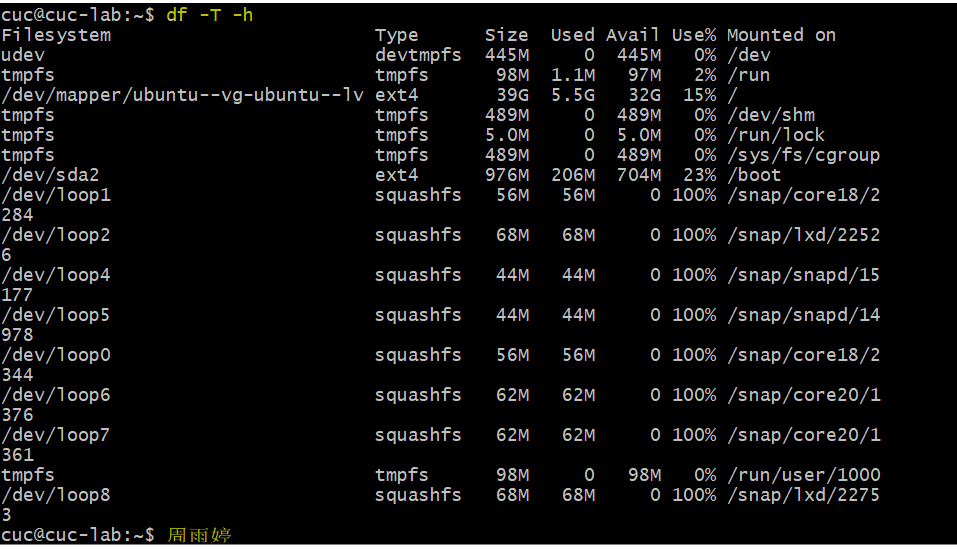 cuc@cuc-lab:~$ df -T -h
Filesystem                        Type      Size  Used Avail Use% Mounted on
udev                              devtmpfs  445M     0  445M   0% /dev
tmpfs                             tmpfs      98M  1.1M   97M   2% /run
/dev/mapper/ubuntu--vg-ubuntu--lv ext4       39G  5.5G   32G  15% /
tmpfs                             tmpfs     489M     0  489M   0% /dev/shm
tmpfs                             tmpfs     5.0M     0  5.0M   0% /run/lock
tmpfs                             tmpfs     489M     0  489M   0% /sys/fs/cgroup
/dev/sda2                         ext4      976M  206M  704M  23% /boot
/dev/loop1                        squashfs   56M   56M     0 100% /snap/core18/2
284
/dev/loop2                        squashfs   68M   68M     0 100% /snap/lxd/2252
6
/dev/loop4                        squashfs   44M   44M     0 100% /snap/snapd/15
177
/dev/loop5                        squashfs   44M   44M     0 100% /snap/snapd/14
978
/dev/loop0                        squashfs   56M   56M     0 100% /snap/core18/2
344
/dev/loop6                        squashfs   62M   62M     0 100% /snap/core20/1
376
/dev/loop7                        squashfs   62M   62M     0 100% /snap/core20/1
361
tmpfs                             tmpfs      98M     0   98M   0% /run/user/1000
/dev/loop8                        squashfs   68M   68M     0 100% /snap/lxd/2275
3
cuc@cuc-lab:~$ 周雨婷